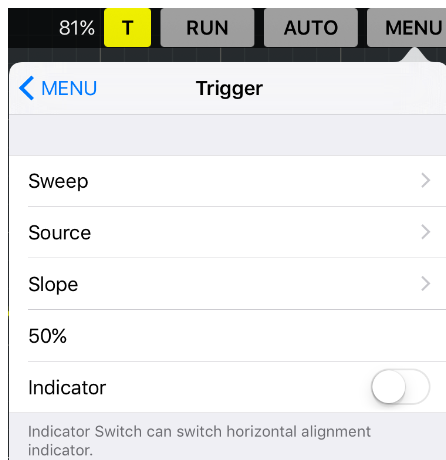 81% T RUN AUTO MENU
MENU Trigger
Sweep
Source
Slope
50%
Indicator
Indicator Switch can switch horizontal alignment
indicator.